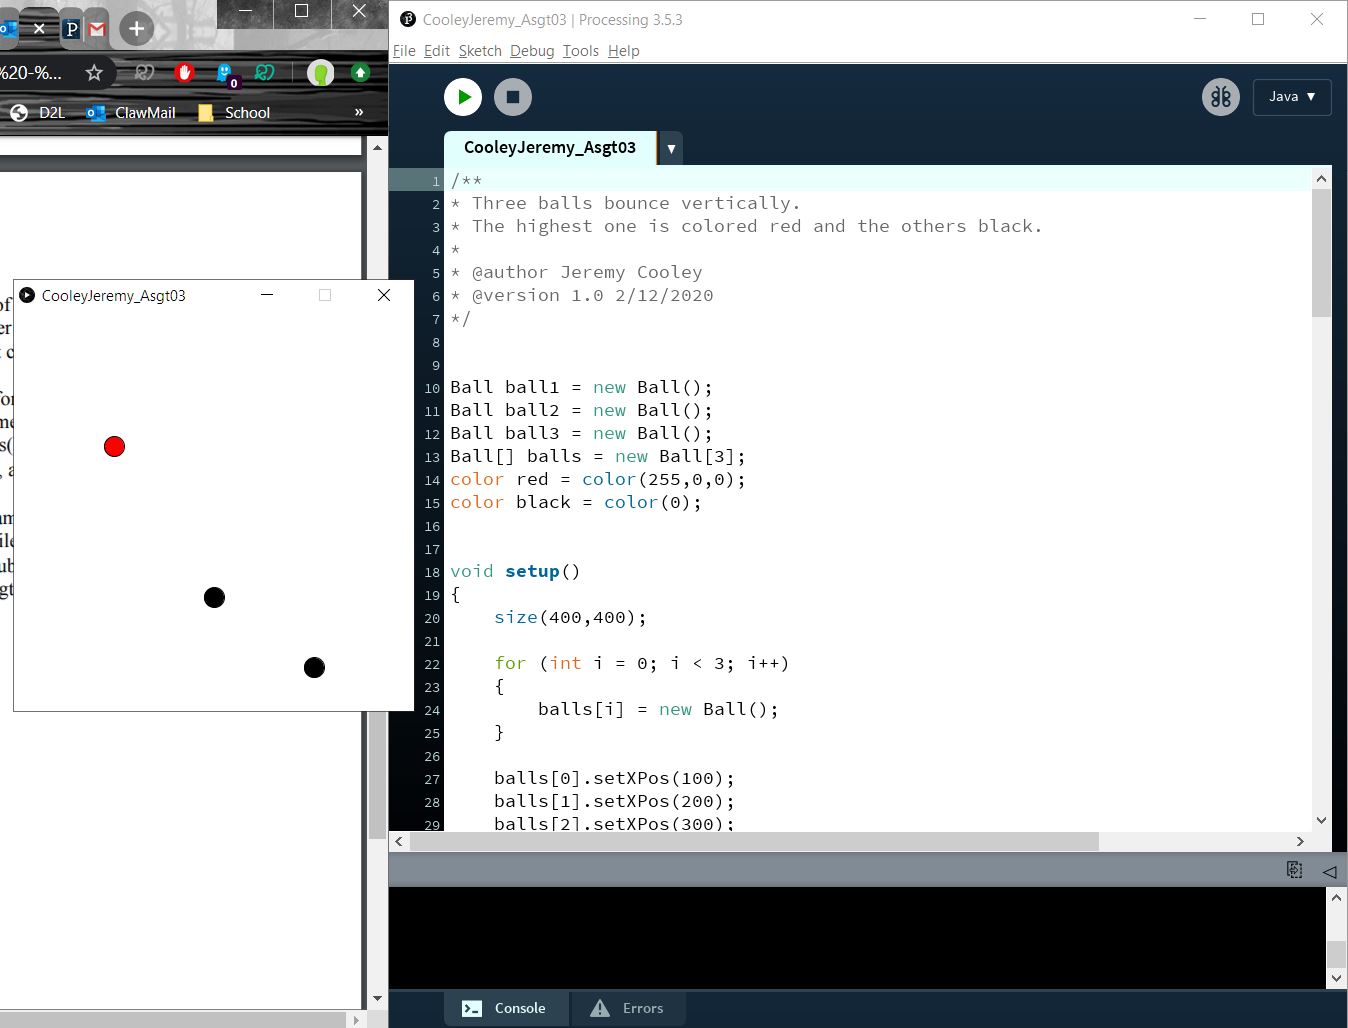 %20-%...
0
D2L
ClawMail
School
»
of
er
t c
for
me
s(
, a
am
ile
ub
gt
CooleyJeremy_Asgt03
CooleyJeremy_Asgt03 | Processing 3.5.3
File Edit Sketch Debug Tools Help
Java ▼
CooleyJeremy_Asgt03 ▼
1 /**
2 * Three balls bounce vertically.
3 * The highest one is colored red and the others black.
4 *
5 * @author Jeremy Cooley
6 * @version 1.0 2/12/2020
7 */
8
9
10 Ball ball1 = new Ball();
11 Ball ball2 = new Ball();
12 Ball ball3 = new Ball();
13 Ball[] balls = new Ball[3];
14 color red = color(255,0,0);
15 color black = color(0);
16
17
18 void setup()
19 {
20 size(400,400);
21
22 for (int i = 0; i < 3; i++)
23 {
24 balls[i] = new Ball();
25 }
26
27 balls[0].setXPos(100);
28 balls[1].setXPos(200);
29 balls[2].setXPos(300);
Console Errors